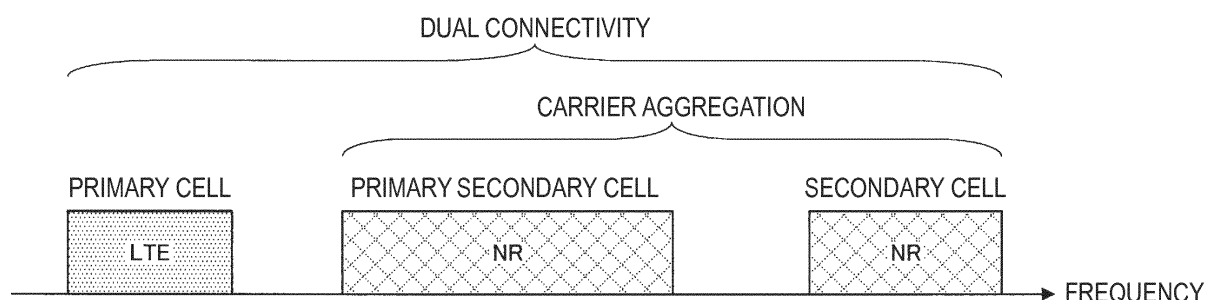 DUAL CONNECTIVITY
CARRIER AGGREGATION
PRIMARY CELL
PRIMARY SECONDARY CELL
SECONDARY CELL
LTE
NR
NR
FREQUENCY